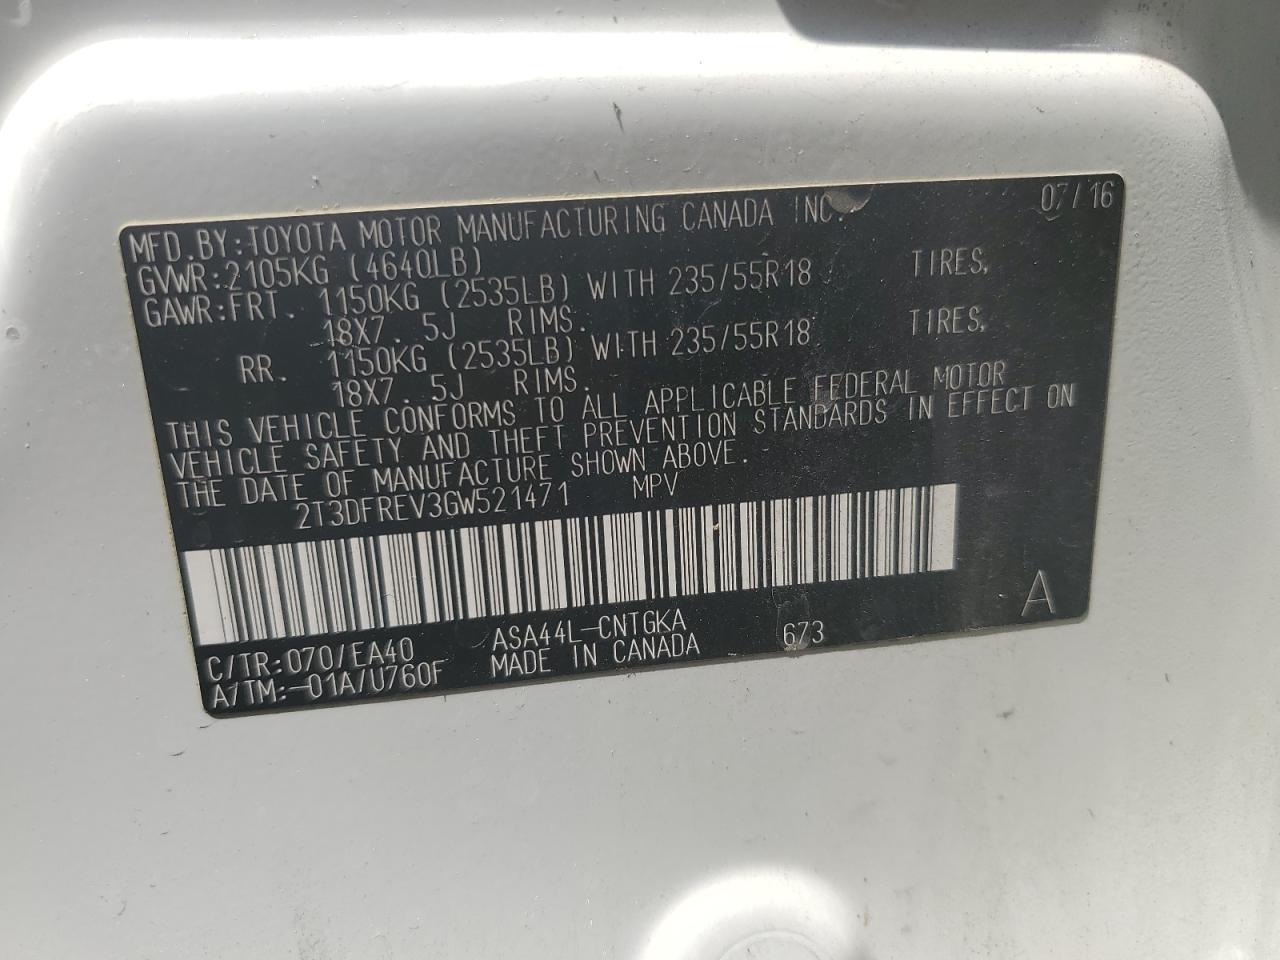 MFD.BY:TOYOTA MOTOR MANUFACTURING CANADA INC. 07/16
GVWR:2105KG (4640LB)
GAWR:FRT. 1150KG (2535LB) WITH 235/55R18 TIRES,
18X7.5J RIMS.
RR. 1150KG (2535LB) WITH 235/55R18 TIRES,
18X7.5J RIMS.
THIS VEHICLE CONFORMS TO ALL APPLICABLE FEDERAL MOTOR
VEHICLE SAFETY AND THEFT PREVENTION STANDARDS IN EFFECT ON
THE DATE OF MANUFACTURE SHOWN ABOVE.
2T3DFREV3GW521471 MPV
C/TR:070/EA40 ASA44L-CNTGKA 673 A
A/TM:-01A/U760F MADE IN CANADA